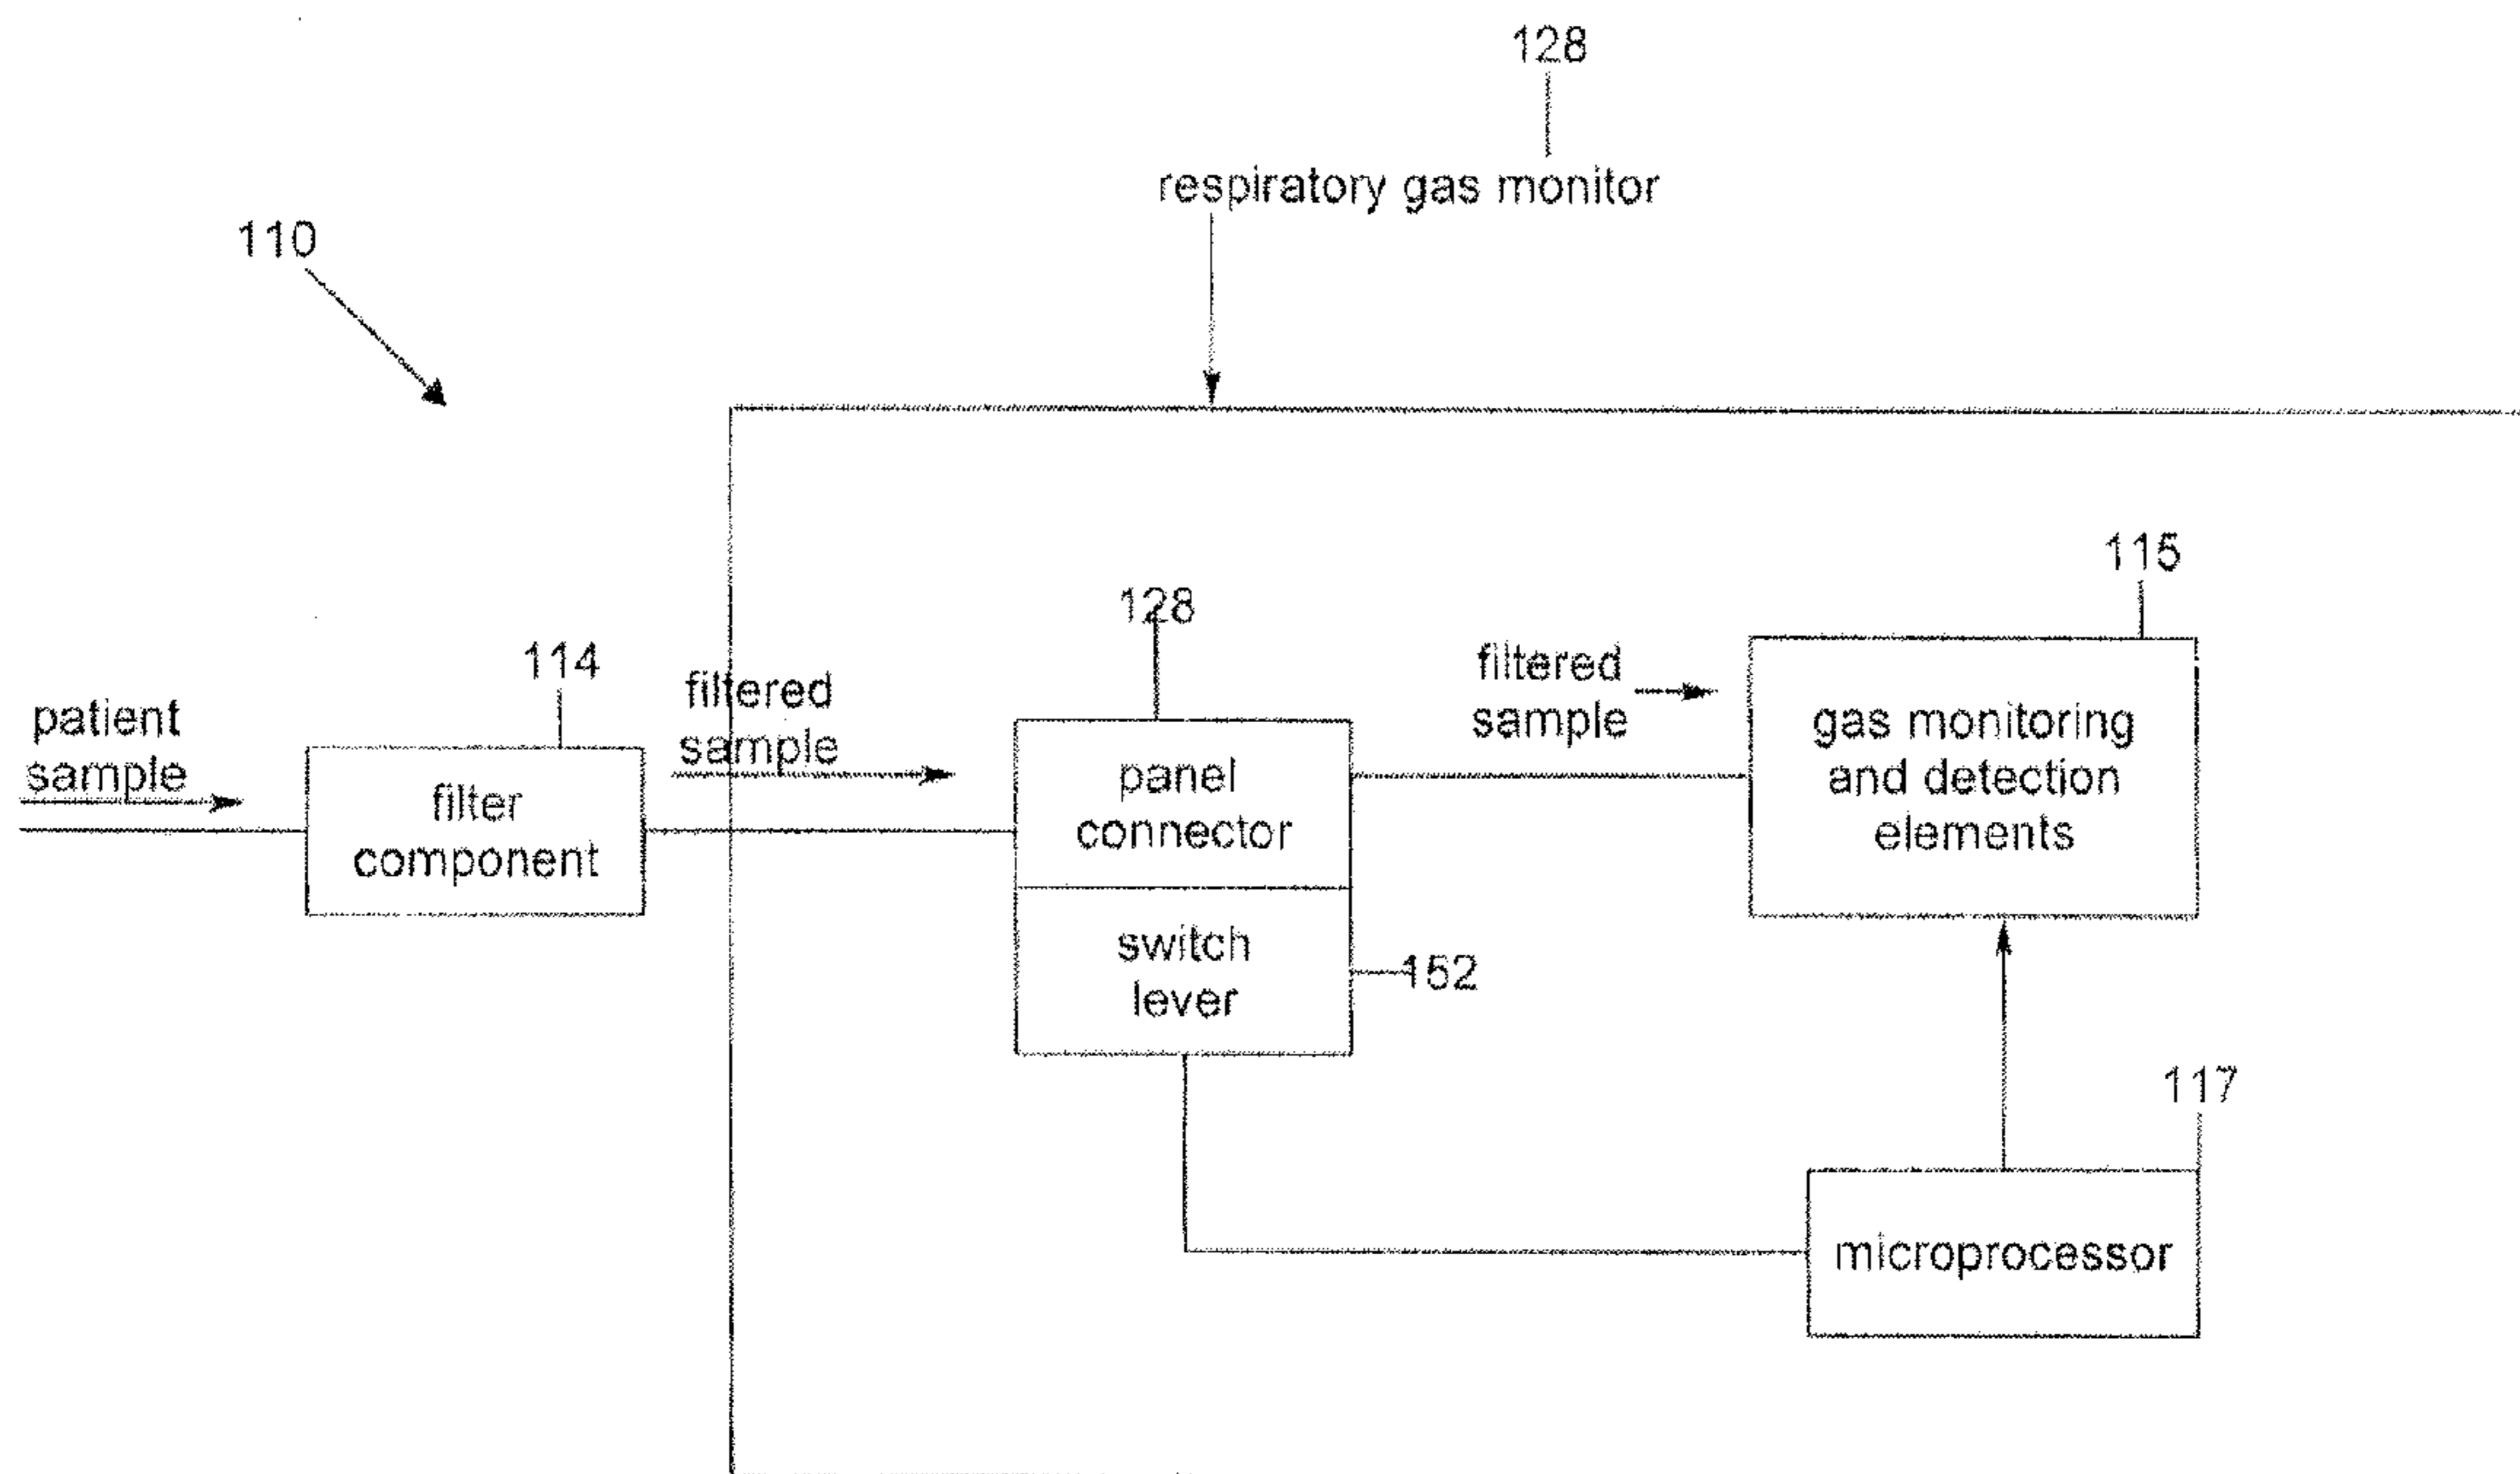 128
respiratory gas monitor
110
115
128
114
filtered
sample
filtered
sample
patient
sample
gas monitoring
and detection
elements
panel
connector
filter
component
switch
lever
152
117
microprocessor